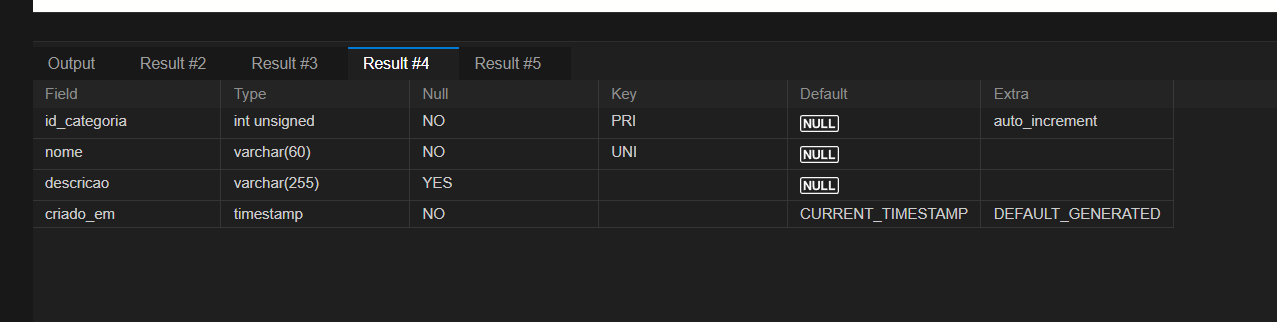 Output Result #2 Result #3 Result #4 Result #5
Field Type Null Key Default Extra
id_categoria int unsigned NO PRI NULL auto_increment
nome varchar(60) NO UNI NULL
descricao varchar(255) YES NULL
criado_em timestamp NO CURRENT_TIMESTAMP DEFAULT_GENERATED